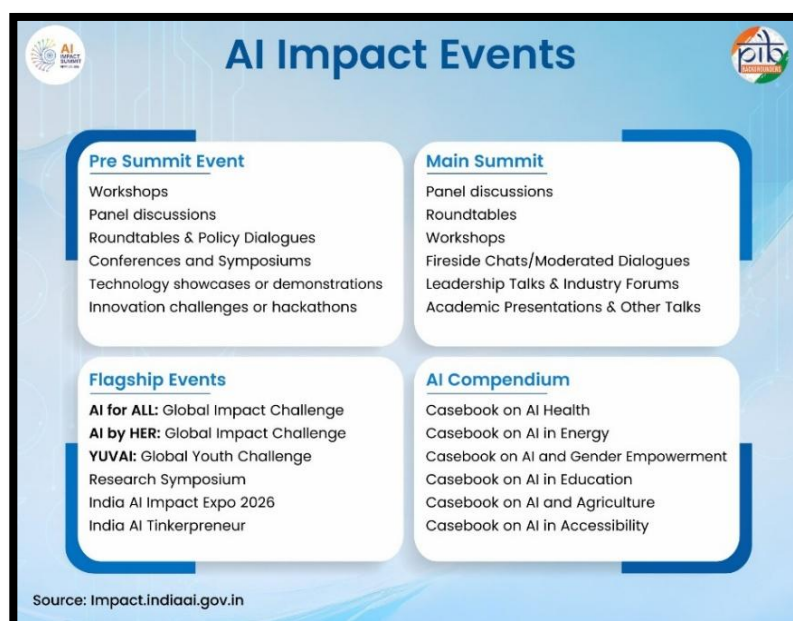 AI
IMPACT
SUMMIT
AI Impact Events
pib
BACKGROUNDERS
Pre Summit Event
Workshops
Panel discussions
Roundtables & Policy Dialogues
Conferences and Symposiums
Technology showcases or demonstrations
Innovation challenges or hackathons
Main Summit
Panel discussions
Roundtables
Workshops
Fireside Chats/Moderated Dialogues
Leadership Talks & Industry Forums
Academic Presentations & Other Talks
Flagship Events
AI for ALL: Global Impact Challenge
AI by HER: Global Impact Challenge
YUVAI: Global Youth Challenge
Research Symposium
India AI Impact Expo 2026
India AI Tinkerpreneur
AI Compendium
Casebook on AI Health
Casebook on AI in Energy
Casebook on AI and Gender Empowerment
Casebook on AI in Education
Casebook on AI and Agriculture
Casebook on AI in Accessibility
Source: Impact.indiaai.gov.in